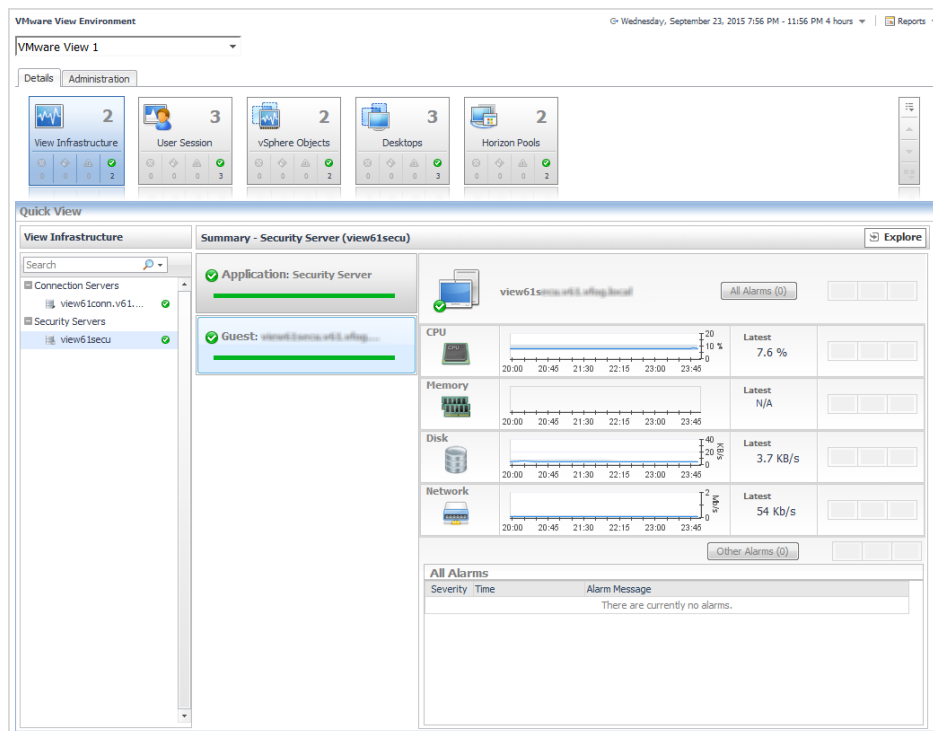 VMware View Environment
Wednesday, September 23, 2015 7:56 PM - 11:56 PM 4 hours
Reports
VMware View 1
Details
Administration
2
View Infrastructure
0 0 0 2
3
User Session
0 0 0 3
2
vSphere Objects
0 0 0 2
3
Desktops
0 0 0 3
2
Horizon Pools
0 0 0 2
Quick View
View Infrastructure
Search
Connection Servers
view61conn.v61....
Security Servers
view61secu
Summary - Security Server (view61secu)
Explore
Application: Security Server
Guest:
view61s
All Alarms (0)
CPU
20
10 %
0
20:00 20:45 21:30 22:15 23:00 23:45
Latest
7.6 %
Memory
20:00 20:45 21:30 22:15 23:00 23:45
Latest
N/A
Disk
40
20
0
KB/s
20:00 20:45 21:30 22:15 23:00 23:45
Latest
3.7 KB/s
Network
2
0
Mb/s
20:00 20:45 21:30 22:15 23:00 23:45
Latest
54 Kb/s
Other Alarms (0)
All Alarms
Severity Time Alarm Message
There are currently no alarms.